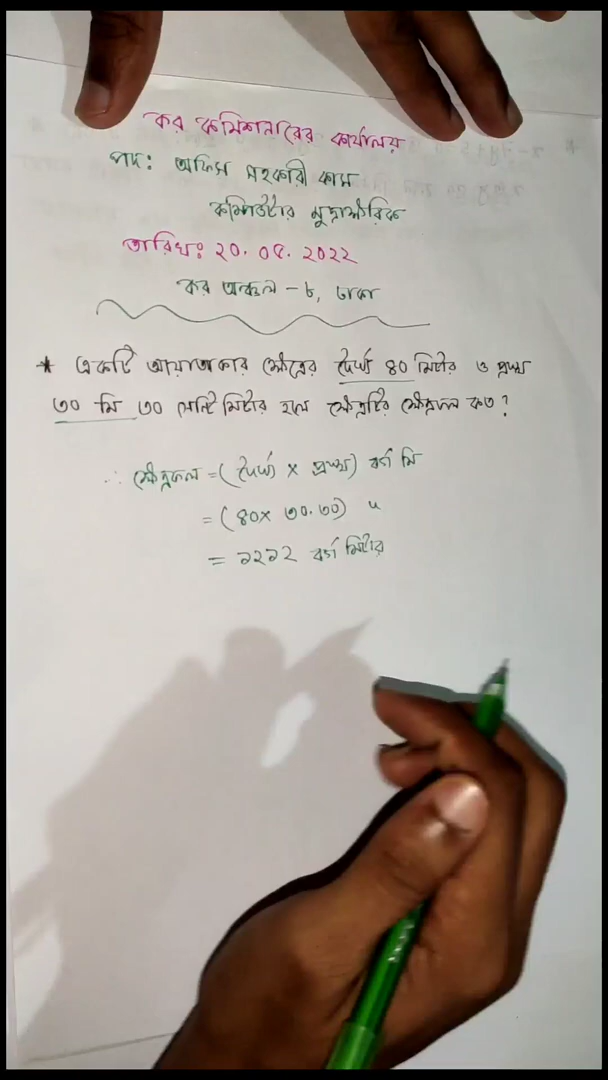 কর কমিশনারের কার্যালয়
পদ: অফিস সহকারী কাম
কম্পিউটার মুদ্রাক্ষরিক
তারিখঃ ২০.০৫.২০২২
কর অঞ্চল - ৮, ঢাকা
* একটি আয়াতাকার ক্ষেত্রের দৈর্ঘ্য ৪০ মিটার ও প্রস্থ
৩০ মি ৩০ সেন্টিমিটার হলে ক্ষেত্রটির ক্ষেত্রফল কত?
∴ ক্ষেত্রফল = (দৈর্ঘ্য × প্রস্থ) বর্গ মি
= (৪০× ৩০.৩০) "
= ১২১২ বর্গ মিটার